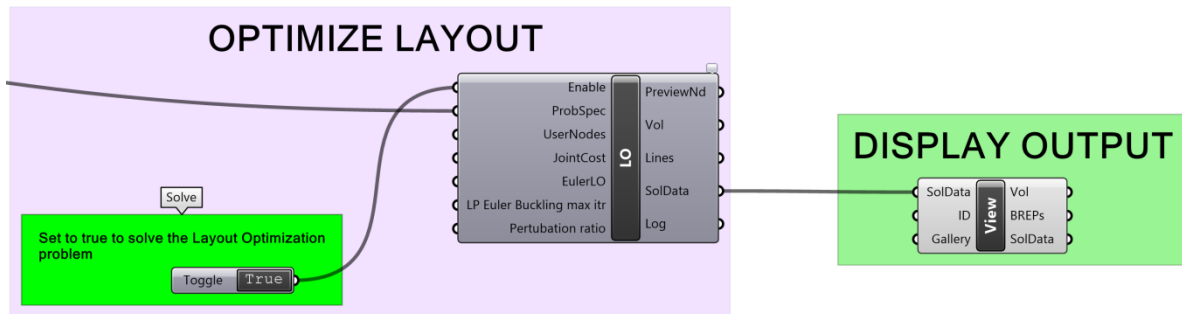 OPTIMIZE LAYOUT
Enable
ProbSpec
UserNodes
JointCost
EulerLO
LP Euler Buckling max itr
Pertubation ratio
LO
PreviewNd
Vol
Lines
SolData
Log
Solve
Set to true to solve the Layout Optimization
problem
Toggle
True
DISPLAY OUTPUT
SolData
ID
Gallery
View
Vol
BREPs
SolData